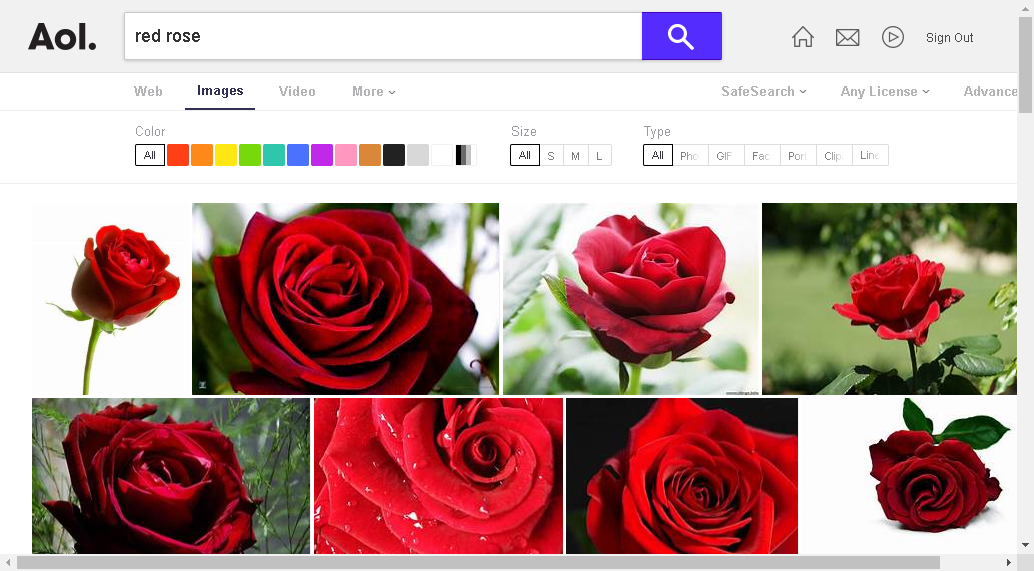 Aol.
red rose
Sign Out
Web Images Video More
SafeSearch Any License Advance
Color Size Type
All All S M L All Pho GIF Fac Por Clip Line